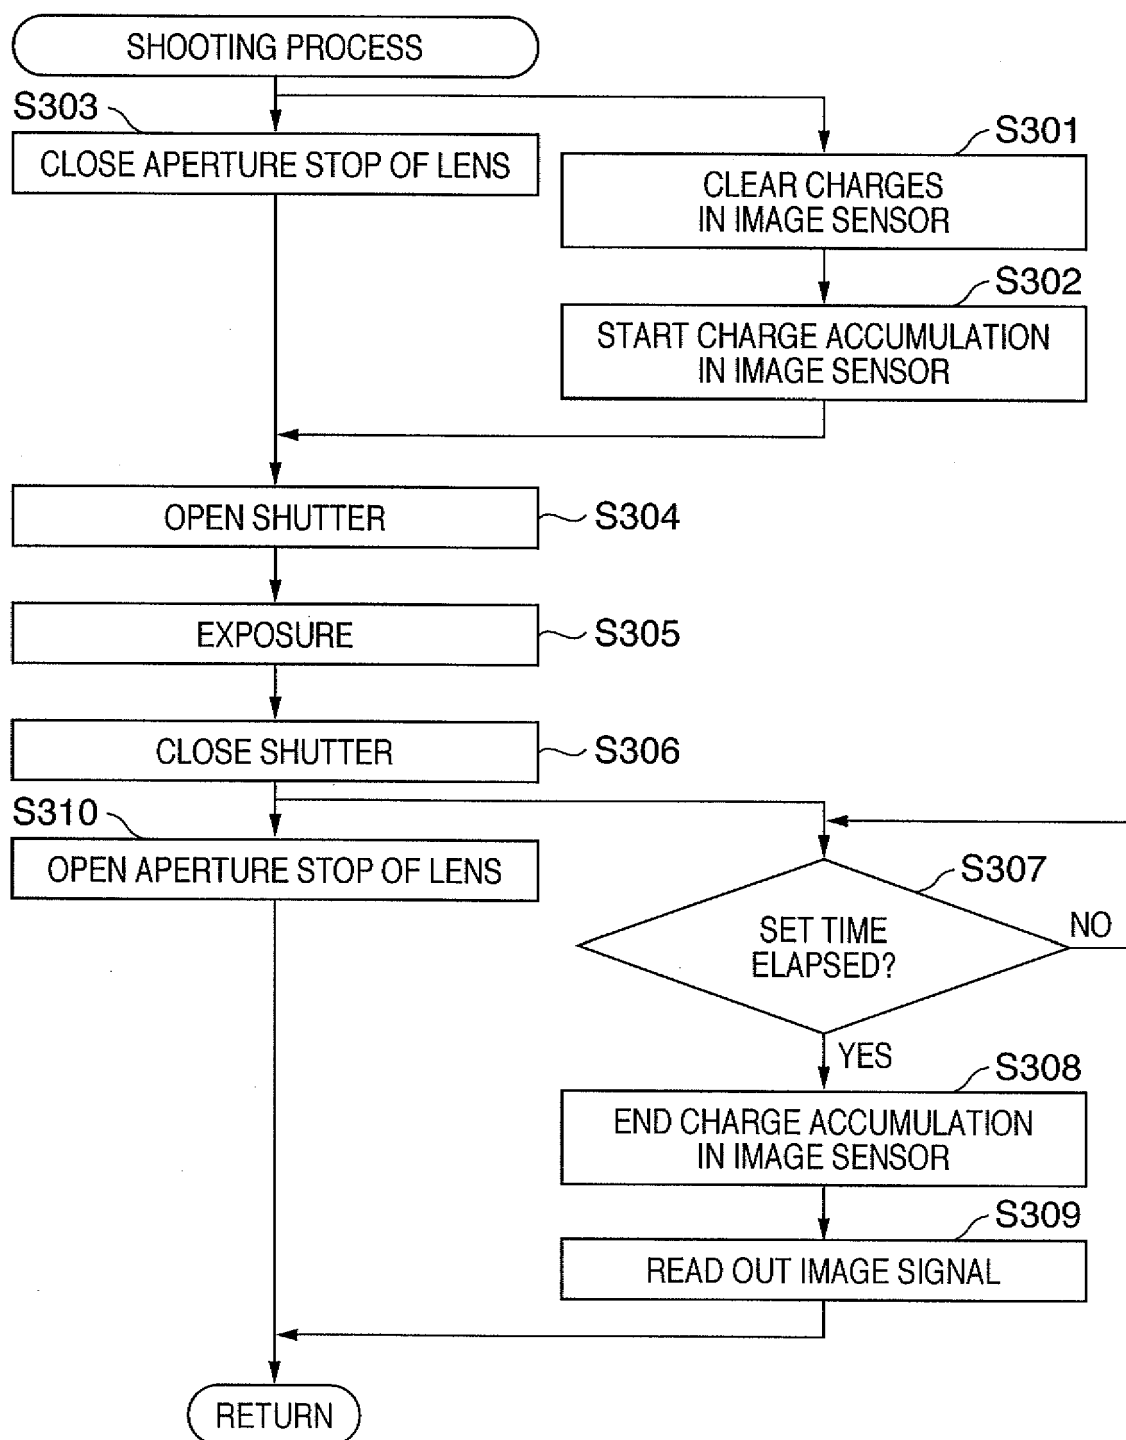 SHOOTING PROCESS
S303
CLOSE APERTURE STOP OF LENS
S301
CLEAR CHARGES
IN IMAGE SENSOR
S302
START CHARGE ACCUMULATION
IN IMAGE SENSOR
OPEN SHUTTER
S304
EXPOSURE
S305
CLOSE SHUTTER
S306
S310
OPEN APERTURE STOP OF LENS
S307
SET TIME
ELAPSED?
NO
YES
S308
END CHARGE ACCUMULATION
IN IMAGE SENSOR
S309
READ OUT IMAGE SIGNAL
RETURN